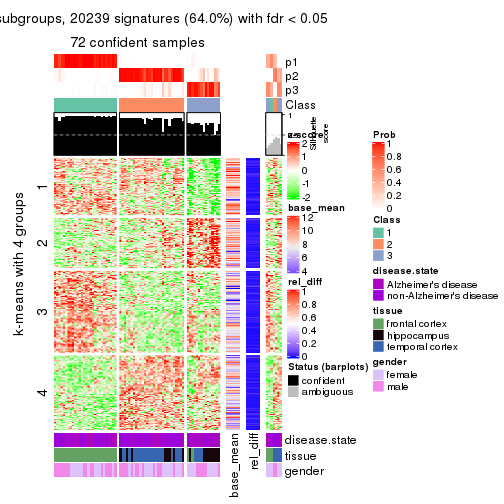 subgroups, 20239 signatures (64.0%) with fdr < 0.05
72 confident samples
p1
p2
p3
Class
1
Silhouette
score
z-score
2
1
0
-1
-2
base_mean
12
10
8
6
4
rel_diff
1
0.8
0.6
0.4
0.2
0
Status (barplots)
confident
ambiguous
Prob
1
0.8
0.6
0.4
0.2
0
Class
1
2
3
disease.state
Alzheimer's disease
non-Alzheimer's disease
tissue
frontal cortex
hippocampus
temporal cortex
gender
female
male
k-means with 4 groups
1
2
3
4
disease.state
tissue
gender
base_mean
rel_diff